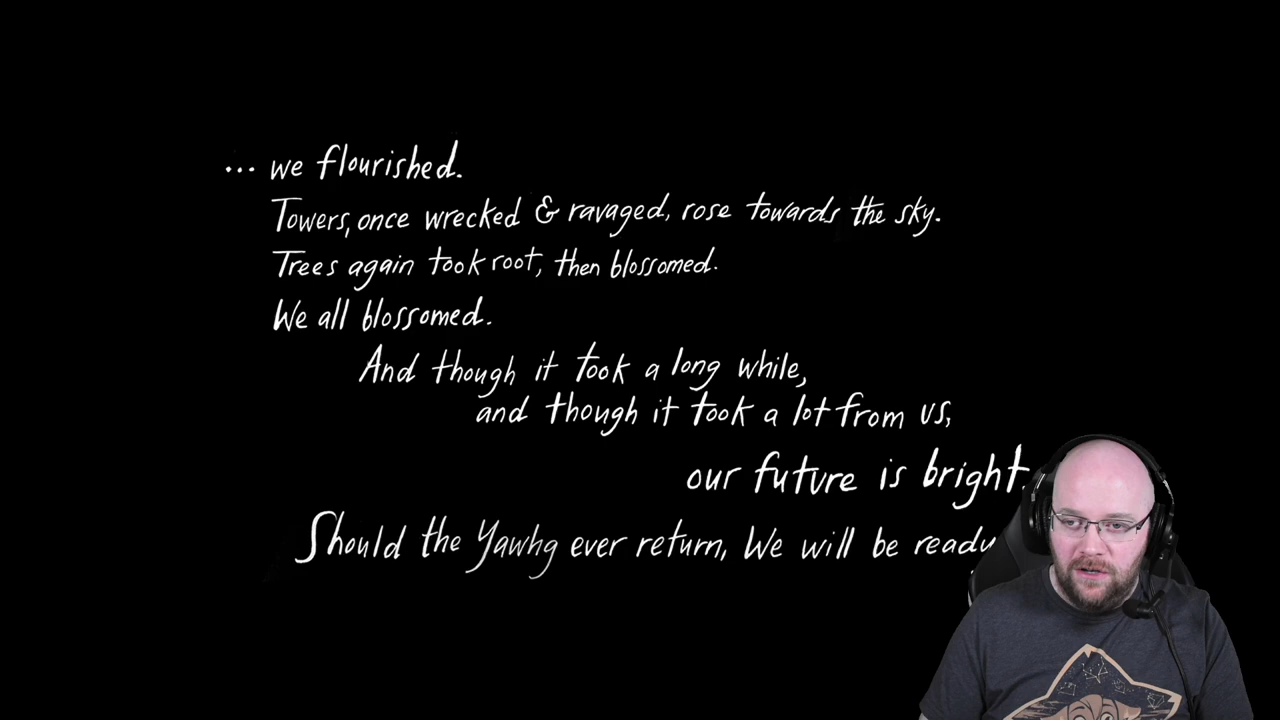 ... we flourished.
Towers, once wrecked & ravaged, rose towards the sky.
Trees again took root, then blossomed.
We all blossomed.
And though it took a long while,
and though it took a lot from us,
our future is bright.
Should the Yawhg ever return, We will be ready